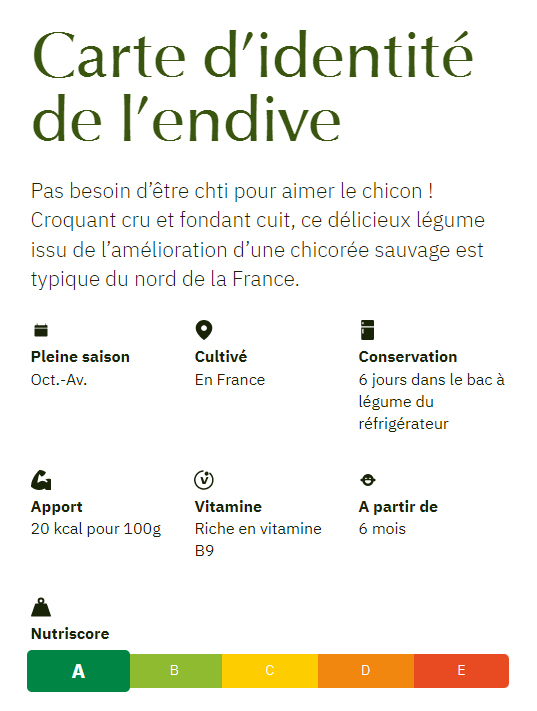 Carte d’identité
de l’endive
Pas besoin d’être chti pour aimer le chicon !
Croquant cru et fondant cuit, ce délicieux légume
issu de l’amélioration d’une chicorée sauvage est
typique du nord de la France.
Pleine saison
Oct.-Av.
Cultivé
En France
Conservation
6 jours dans le bac à
légume du
réfrigérateur
Apport
20 kcal pour 100g
V
Vitamine
Riche en vitamine
B9
A partir de
6 mois
Nutriscore
A B C D E